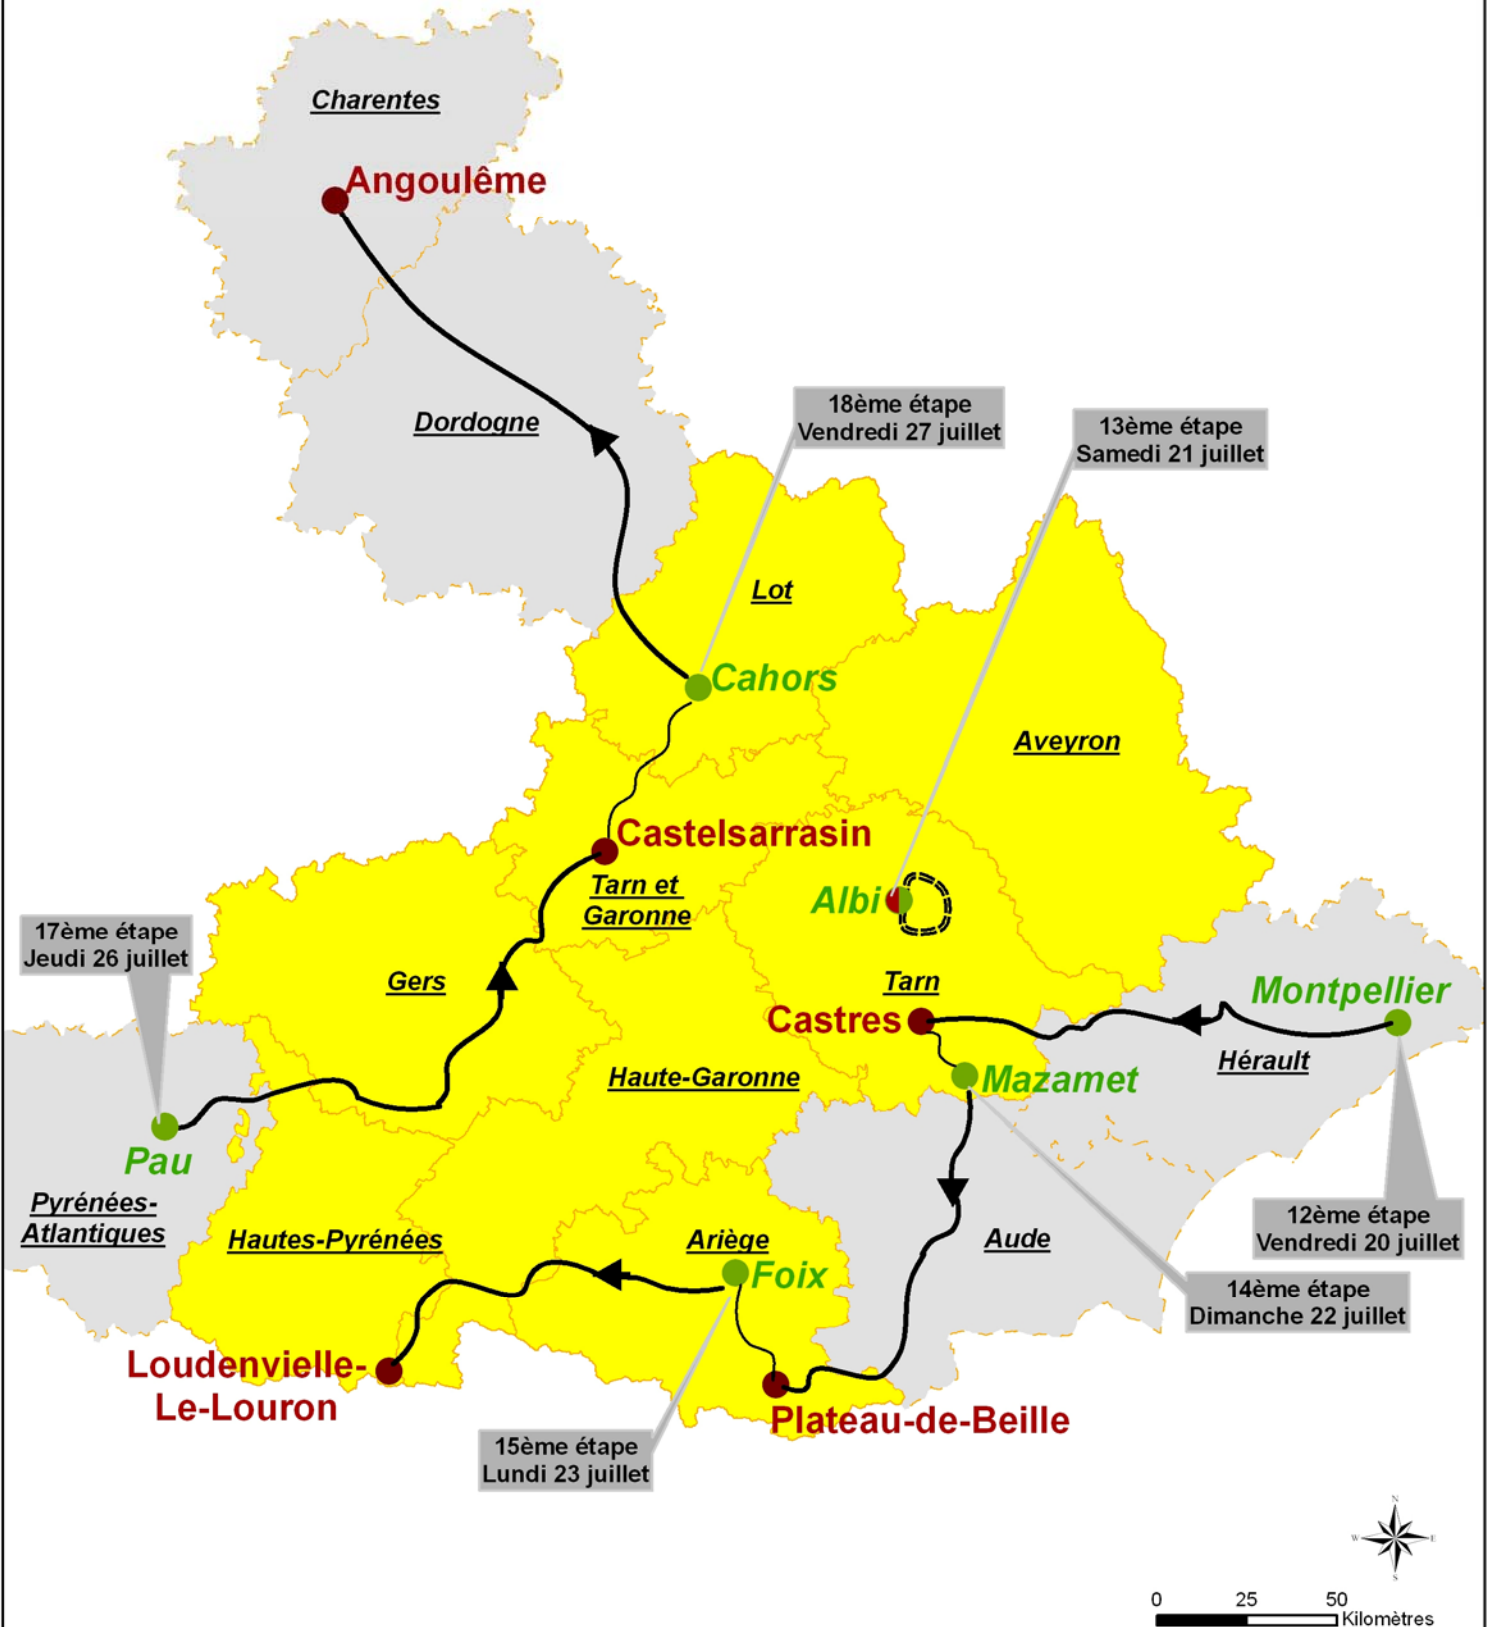 Charentes
Angoulême
Dordogne
18ème étape
Vendredi 27 juillet
13ème étape
Samedi 21 juillet
Lot
Cahors
Aveyron
Castelsarrasin
Tarn et
Garonne
Albi
17ème étape
Jeudi 26 juillet
Gers
Tarn
Montpellier
Castres
Hérault
Haute-Garonne
Mazamet
Pau
Pyrénées-
Atlantiques
Hautes-Pyrénées
Ariège
Aude
12ème étape
Vendredi 20 juillet
Foix
14ème étape
Dimanche 22 juillet
Loudenvielle-
Le-Louron
Plateau-de-Beille
15ème étape
Lundi 23 juillet
N
W E
S
0 25 50
Kilomètres